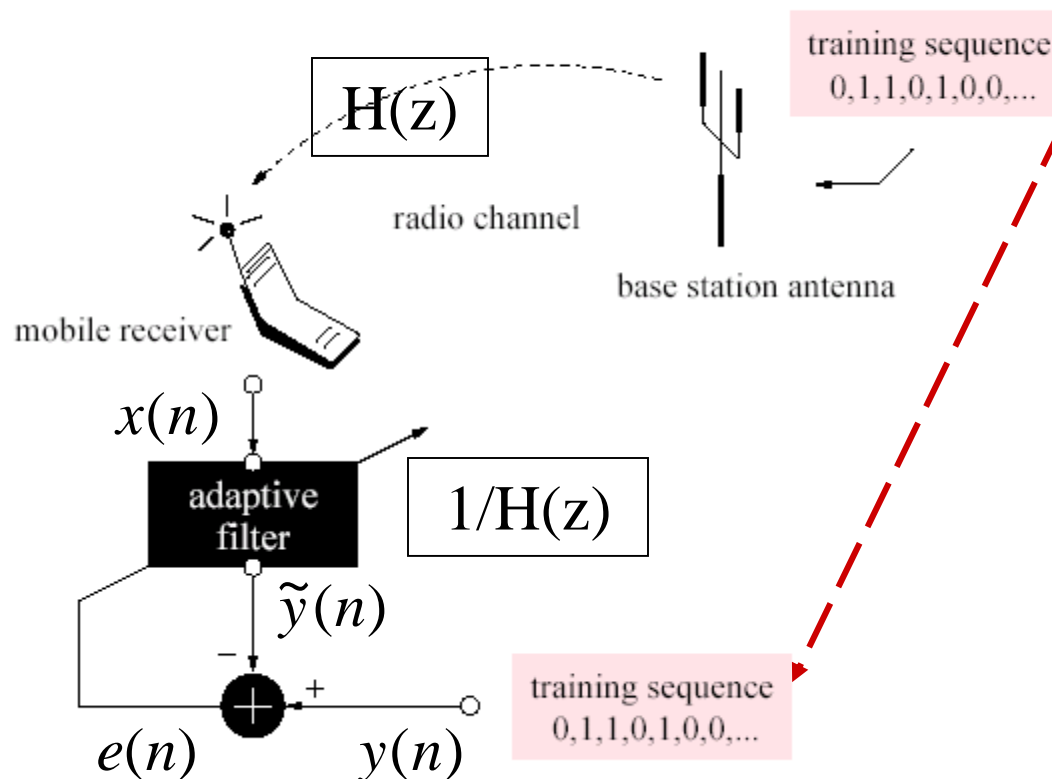 training sequence
0,1,1,0,1,0,0,...
H(z)
radio channel
base station antenna
mobile receiver
x(n)
adaptive
filter
1/H(z)
ỹ(n)
−
+
training sequence
0,1,1,0,1,0,0,...
e(n)
y(n)